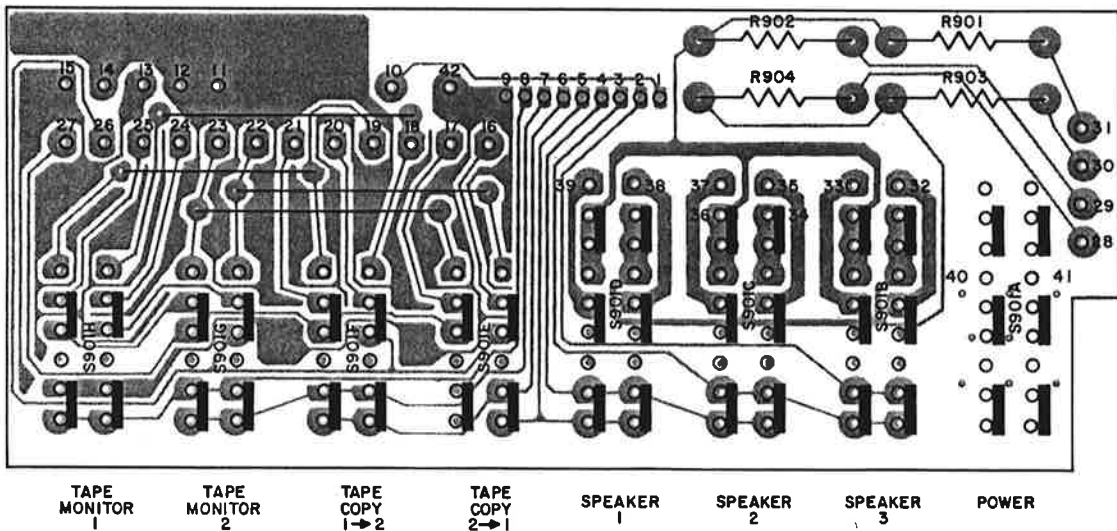 R902
R901
15
14
13
12
11
10
42
9
8
7
6
5
4
3
2
1
R904
R903
27
26
25
24
23
22
21
20
19
18
17
16
31
30
29
28
39
38
37
35
33
32
36
34
40
41
S901H
S901G
S901F
S901E
S901D
S901C
S901B
S901A
TAPE MONITOR 1
TAPE MONITOR 2
TAPE COPY 1→2
TAPE COPY 2→1
SPEAKER 1
SPEAKER 2
SPEAKER 3
POWER